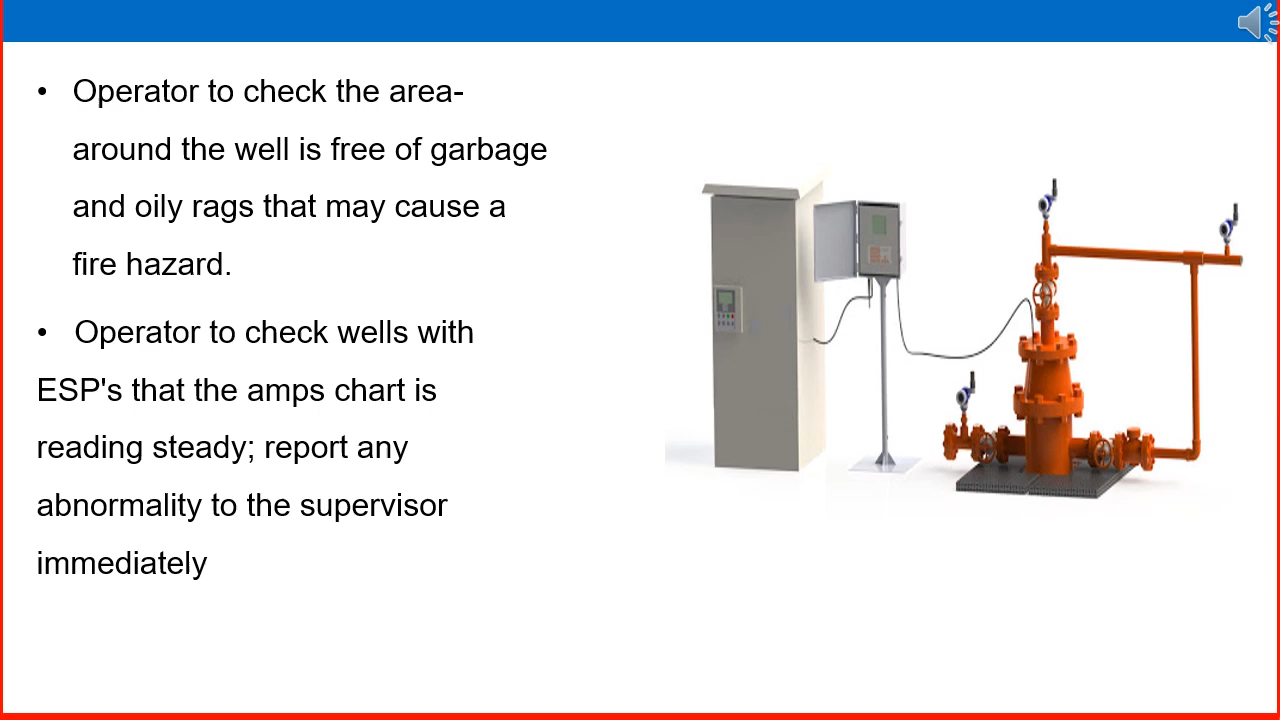 • Operator to check the area-
around the well is free of garbage
and oily rags that may cause a
fire hazard.
• Operator to check wells with
ESP's that the amps chart is
reading steady; report any
abnormality to the supervisor
immediately